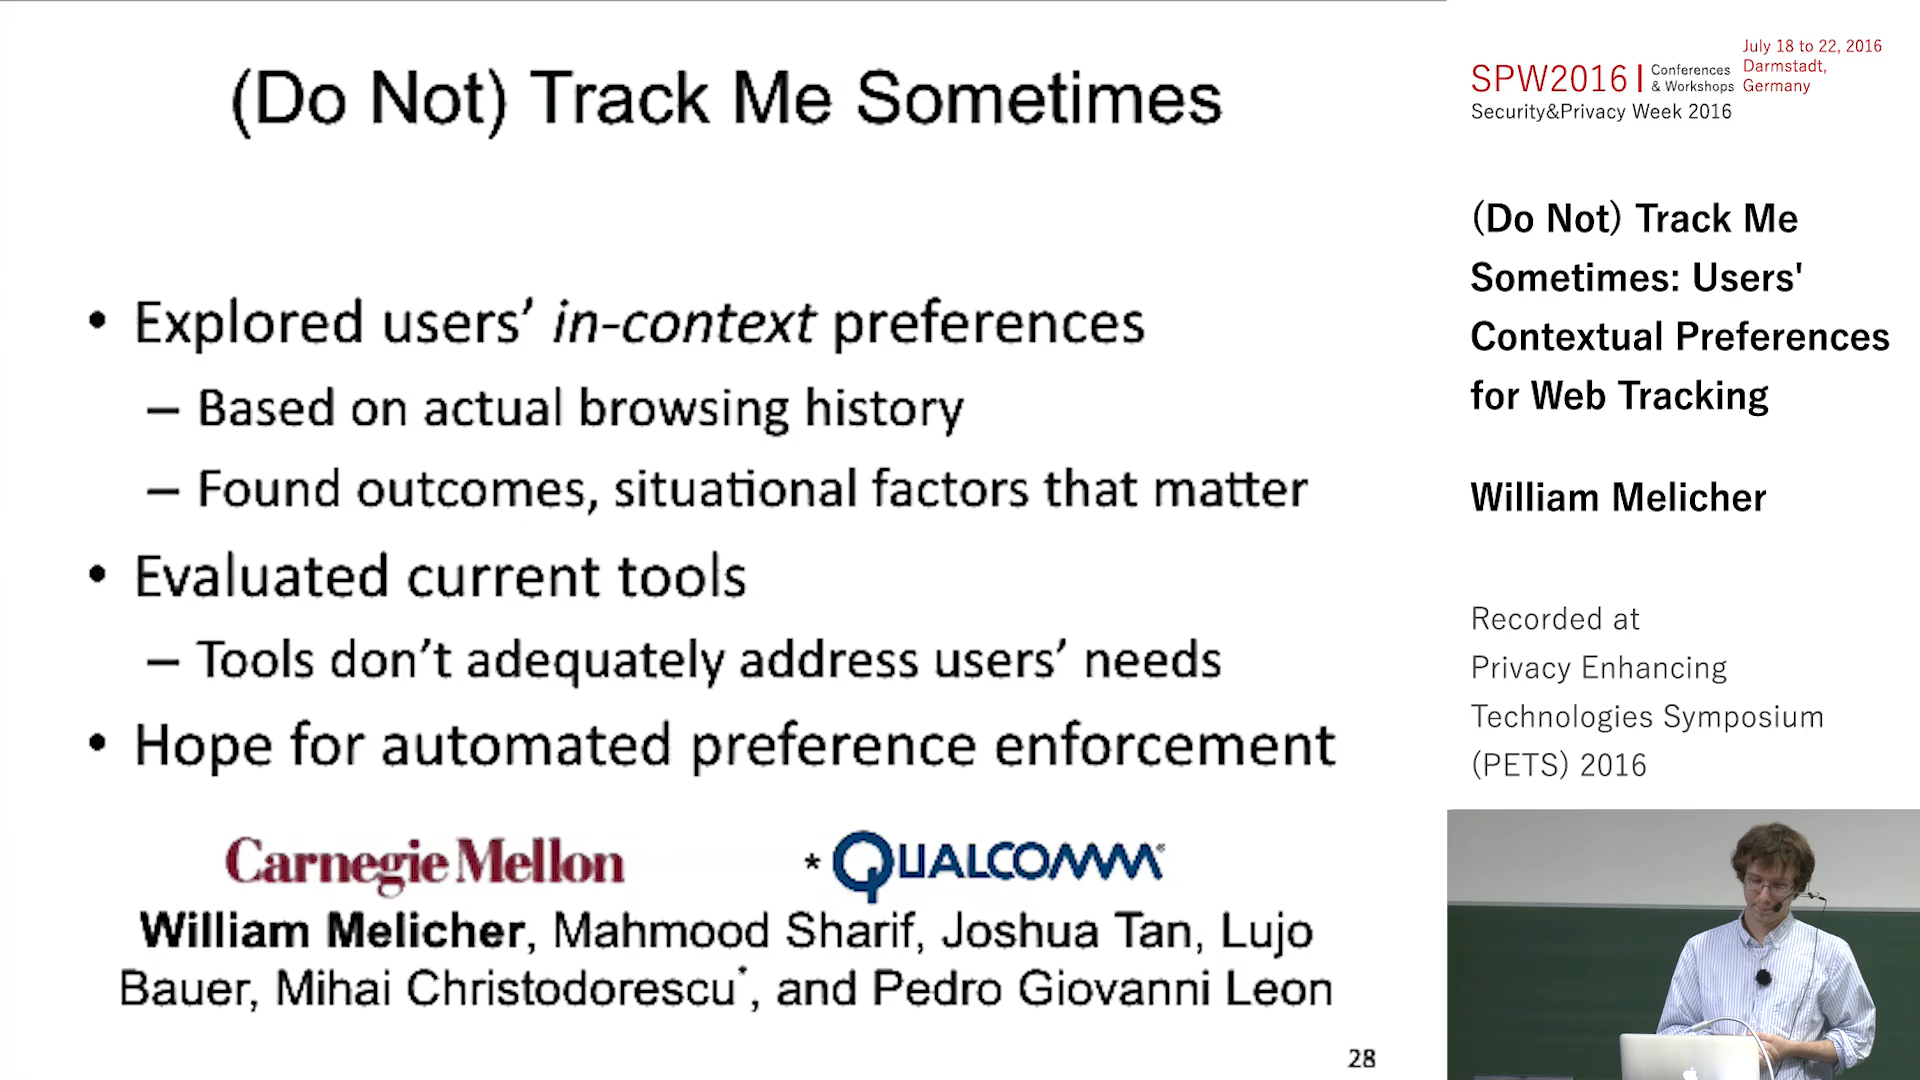 (Do Not) Track Me Sometimes
• Explored users’ in-context preferences
– Based on actual browsing history
– Found outcomes, situational factors that matter
• Evaluated current tools
– Tools don’t adequately address users’ needs
• Hope for automated preference enforcement
Carnegie Mellon
* QUALCOMM®
William Melicher, Mahmood Sharif, Joshua Tan, Lujo
Bauer, Mihai Christodorescu*, and Pedro Giovanni Leon
28
SPW2016 | Conferences & Workshops
July 18 to 22, 2016
Darmstadt,
Germany
Security&Privacy Week 2016
(Do Not) Track Me
Sometimes: Users'
Contextual Preferences
for Web Tracking
William Melicher
Recorded at
Privacy Enhancing
Technologies Symposium
(PETS) 2016